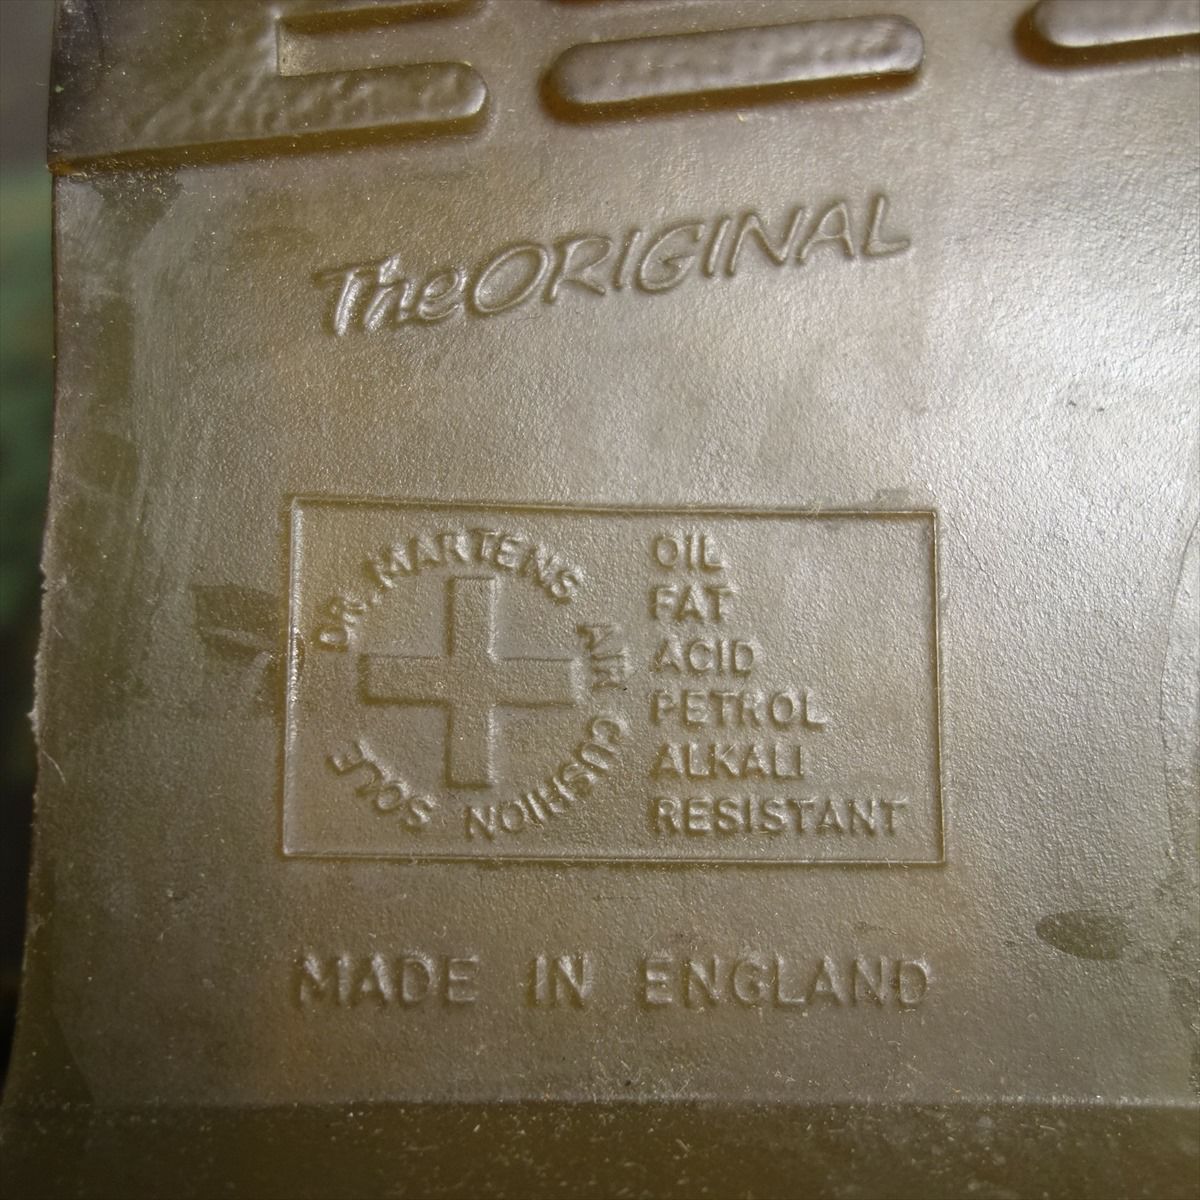 The ORIGINAL
DR. MARTENS AIR CUSHION SOLE
OIL
FAT
ACID
PETROL
ALKALI
RESISTANT
MADE IN ENGLAND